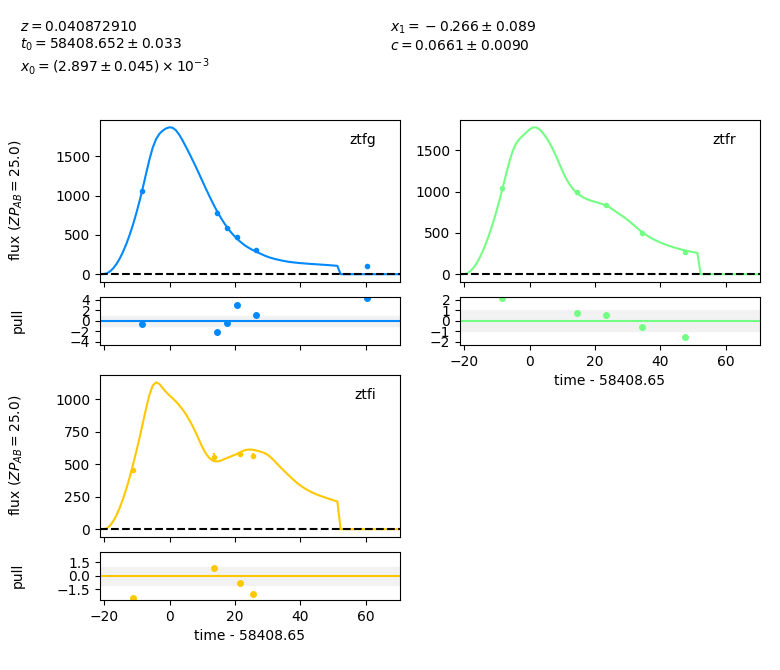 z = 0.040872910
t₀ = 58408.652 ± 0.033
x₀ = (2.897 ± 0.045) × 10⁻³
x₁ = −0.266 ± 0.089
c = 0.0661 ± 0.0090
ztfg
flux (ZP_AB = 25.0)
1500
1000
500
0
pull
4
2
0
−2
−4
ztfr
1500
1000
500
0
2
1
0
−1
−2
−20 0 20 40 60
time - 58408.65
ztfi
flux (ZP_AB = 25.0)
1000
750
500
250
0
pull
1.5
0.0
−1.5
−20 0 20 40 60
time - 58408.65